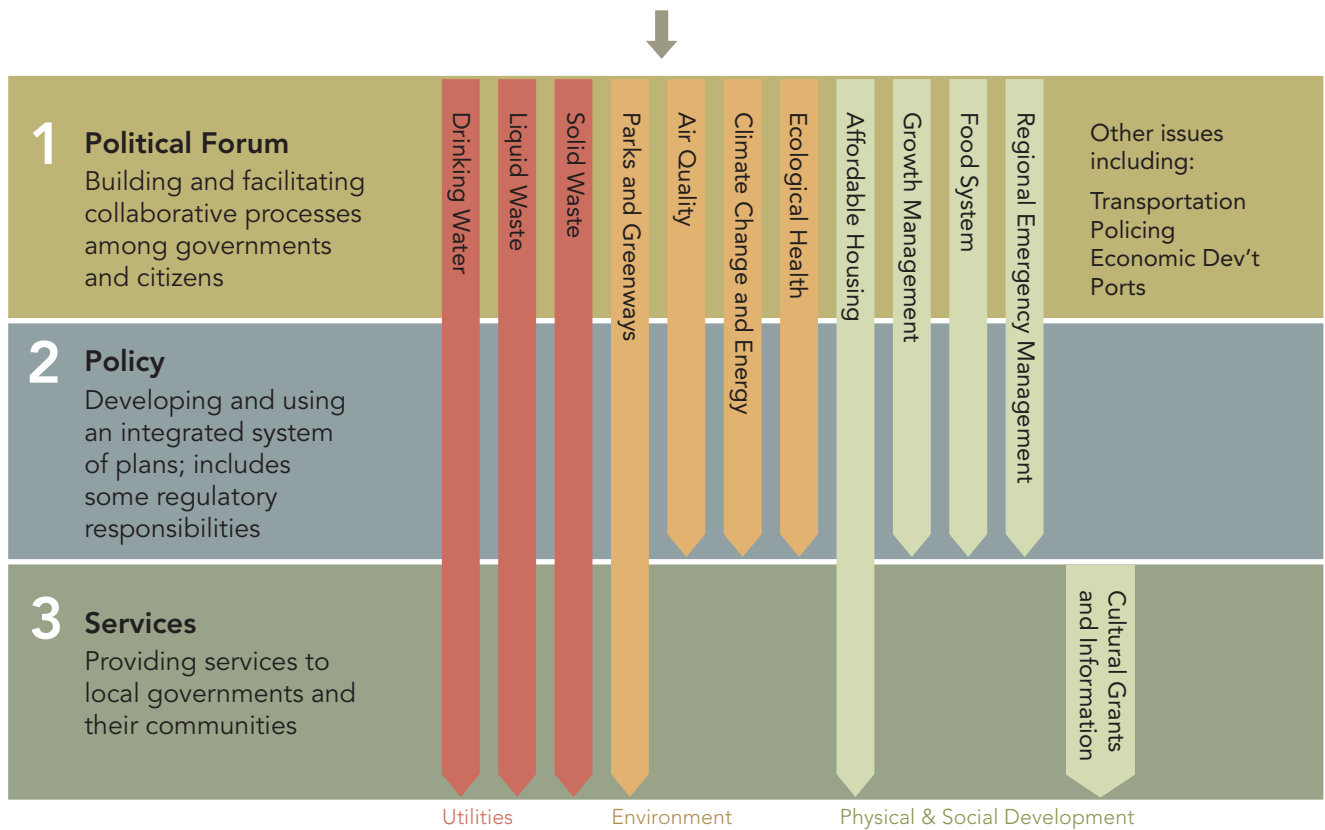 1
Political Forum
Building and facilitating
collaborative processes
among governments
and citizens
Drinking Water
Liquid Waste
Solid Waste
Parks and Greenways
Air Quality
Climate Change and Energy
Ecological Health
Affordable Housing
Growth Management
Food System
Regional Emergency Management
Other issues
including:
Transportation
Policing
Economic Dev't
Ports
2
Policy
Developing and using
an integrated system
of plans; includes
some regulatory
responsibilities
3
Services
Providing services to
local governments and
their communities
Cultural Grants
and Information
Utilities
Environment
Physical & Social Development